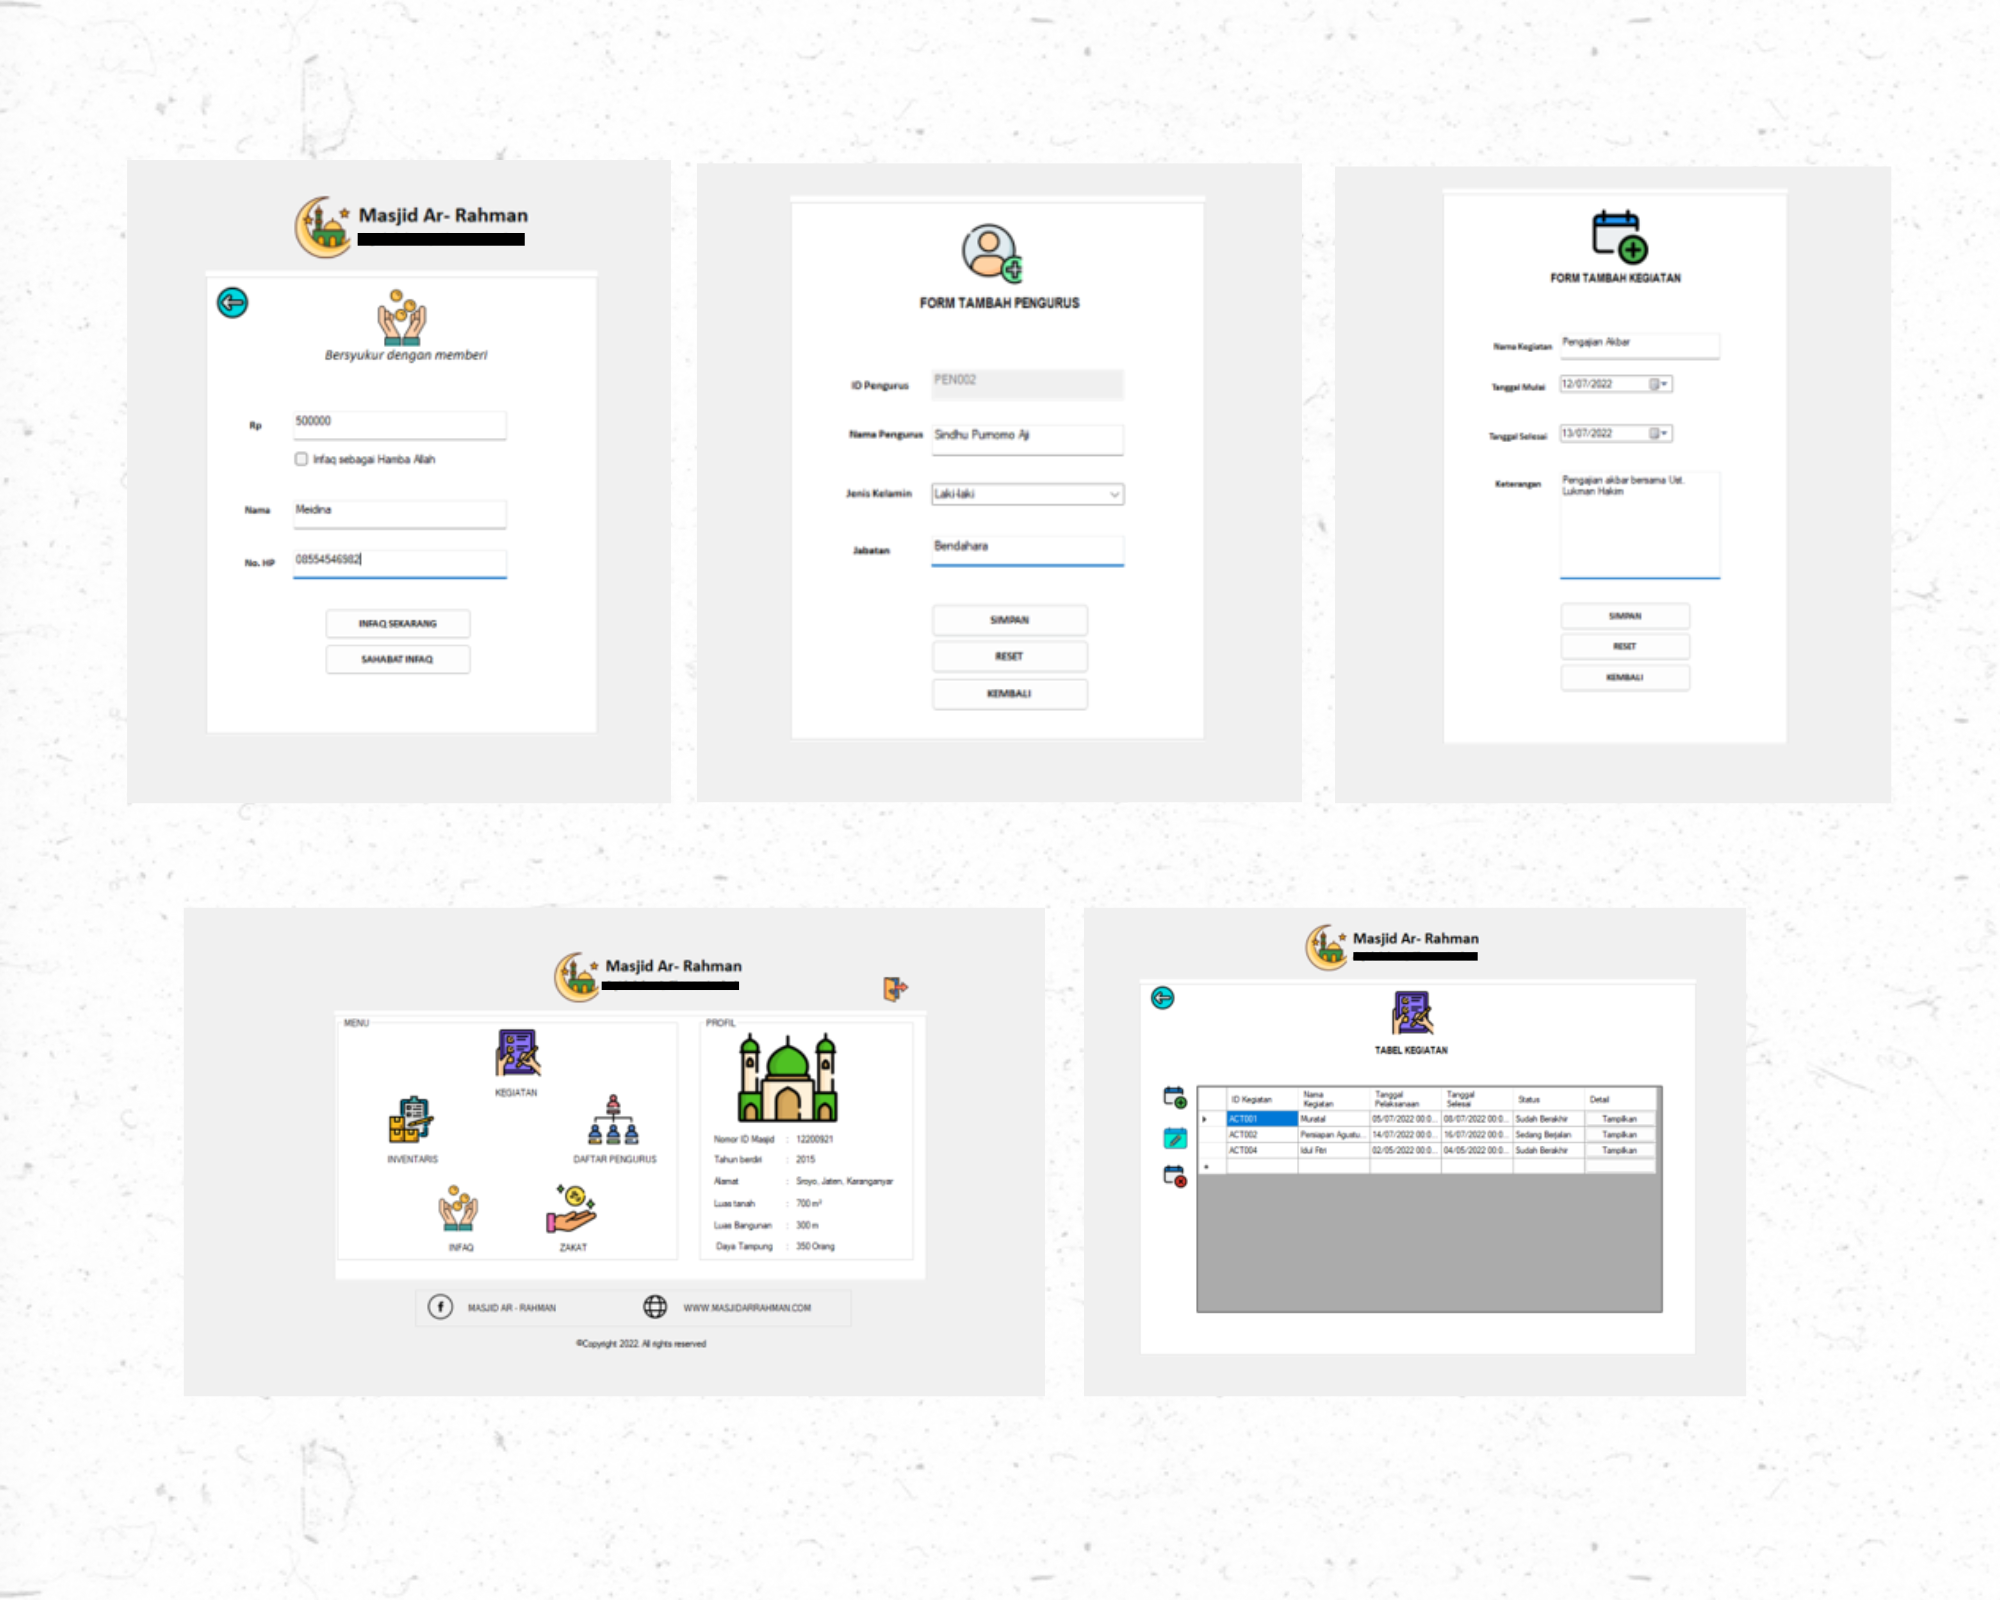 Masjid Ar- Rahman
Bersyukur dengan memberi
Rp 500000
Infaq sebagai Hamba Allah
Nama Meidina
No. HP 08554546982
INFAQ SEKARANG
SAHABAT INFAQ
FORM TAMBAH PENGURUS
ID Pengurus PEN002
Nama Pengurus Sindhu Purnomo Aji
Jenis Kelamin Laki-laki
Jabatan Bendahara
SIMPAN
RESET
KEMBALI
FORM TAMBAH KEGIATAN
Nama Kegiatan Pengajian Akbar
Tanggal Mulai 12/07/2022
Tanggal Selesai 13/07/2022
Keterangan Pengajian akbar bersama Ust.
Lukman Hakim
SIMPAN
RESET
KEMBALI
Masjid Ar- Rahman
MENU
KEGIATAN
INVENTARIS
DAFTAR PENGURUS
INFAQ
ZAKAT
PROFIL
Nomor ID Masjid : 12200921
Tahun berdiri : 2015
Alamat : Sroyo, Jaten, Karanganyar
Luas tanah : 700 m²
Luas Bangunan : 300 m
Daya Tampung : 350 Orang
MASJID AR - RAHMAN
WWW.MASJIDARRAHMAN.COM
©Copyright 2022. All rights reserved
Masjid Ar- Rahman
TABEL KEGIATAN
ID Kegiatan Nama Kegiatan Tanggal Pelaksanaan Tanggal Selesai Status Detail
ACT001 Murattal 05/07/2022 00:0... 08/07/2022 00:0... Sudah Berakhir Tampilkan
ACT002 Persiapan Agustu... 14/07/2022 00:0... 16/07/2022 00:0... Sedang Berjalan Tampilkan
ACT004 Idul Fitri 02/05/2022 00:0... 04/05/2022 00:0... Sudah Berakhir Tampilkan